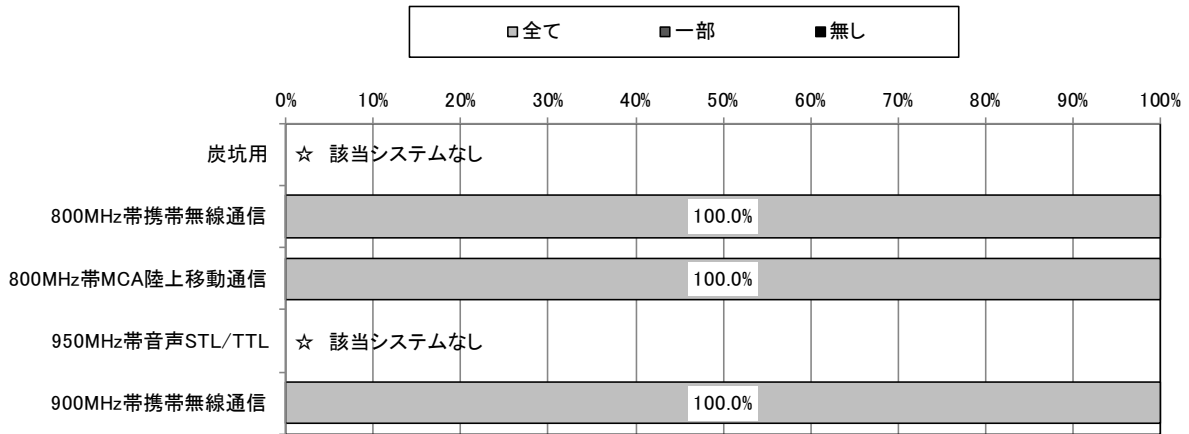 全て 一部 無し
0% 10% 20% 30% 40% 50% 60% 70% 80% 90% 100%
炭坑用 ☆ 該当システムなし
800MHz帯携帯無線通信 100.0%
800MHz帯MCA陸上移動通信 100.0%
950MHz帯音声STL/TTL ☆ 該当システムなし
900MHz帯携帯無線通信 100.0%